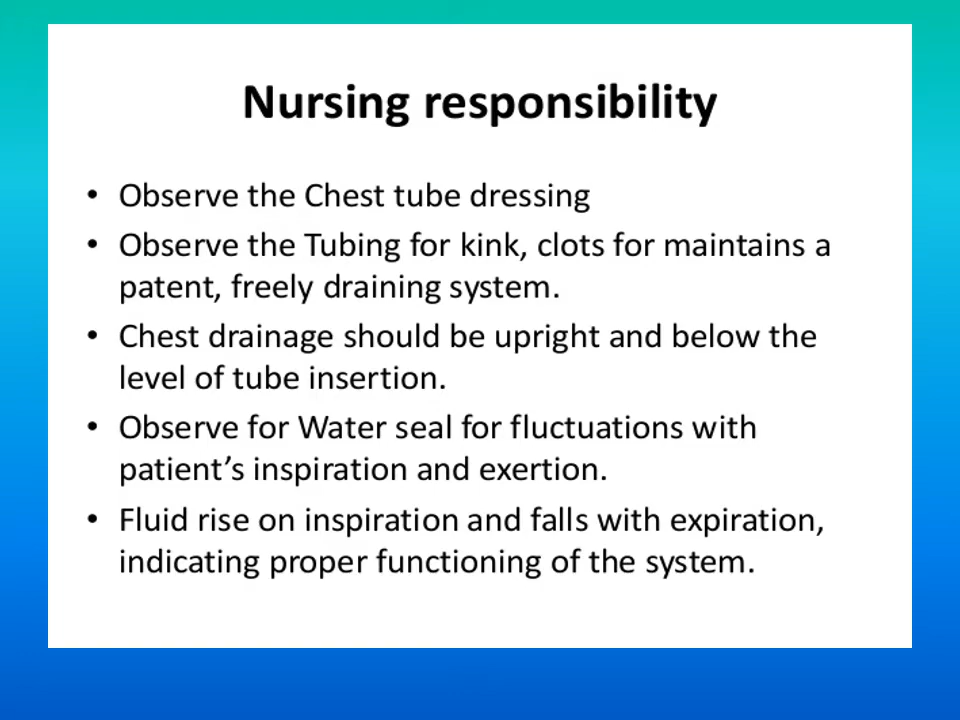 Nursing responsibility
• Observe the Chest tube dressing
• Observe the Tubing for kink, clots for maintains a
patent, freely draining system.
• Chest drainage should be upright and below the
level of tube insertion.
• Observe for Water seal for fluctuations with
patient’s inspiration and exertion.
• Fluid rise on inspiration and falls with expiration,
indicating proper functioning of the system.